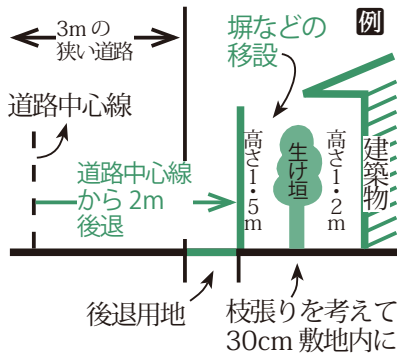 例
3mの
狭い道路
塀などの
移設
道路中心線
道路中心線
から2m
後退
高さ1・5m
生け垣
高さ1・2m
建築物
後退用地
枝張りを考えて
30cm敷地内に